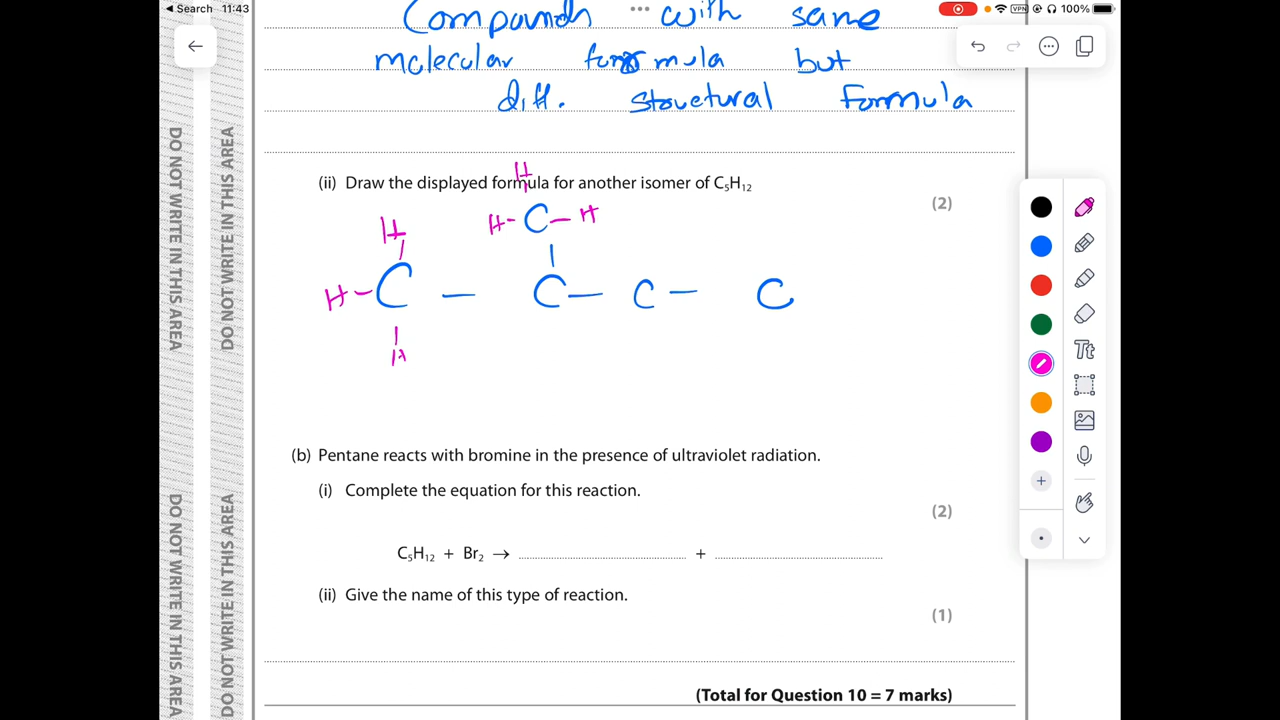 Search 11:43
VPN 100%
Compounds with same
molecular formula but
diff. structural Formula
(ii) Draw the displayed formula for another isomer of C₅H₁₂
(2)
H
H H-C-H
H-C — C — C — C
H
(b) Pentane reacts with bromine in the presence of ultraviolet radiation.
(i) Complete the equation for this reaction.
(2)
C₅H₁₂ + Br₂ → .......... + ..........
(ii) Give the name of this type of reaction.
(1)
(Total for Question 10 = 7 marks)
DO NOT WRITE IN THIS AREA
DO NOT WRITE IN THIS AREA
DO NOT WRITE IN THIS AREA
DO NOT WRITE IN THIS AREA
Tt